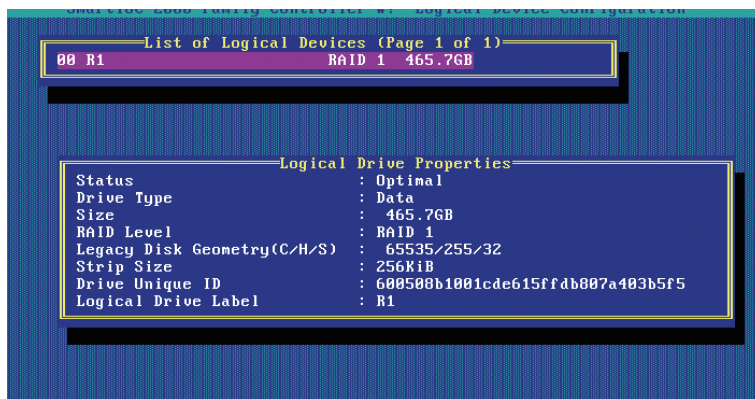 List of Logical Devices (Page 1 of 1)
00 R1 RAID 1 465.7GB
Logical Drive Properties
Status : Optimal
Drive Type : Data
Size : 465.7GB
RAID Level : RAID 1
Legacy Disk Geometry(C/H/S) : 65535/255/32
Strip Size : 256KiB
Drive Unique ID : 600508b1001cde615ffdb807a403b5f5
Logical Drive Label : R1